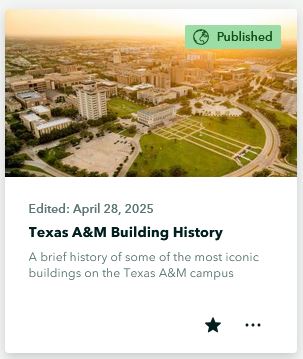 Published
Edited: April 28, 2025
Texas A&M Building History
A brief history of some of the most iconic
buildings on the Texas A&M campus